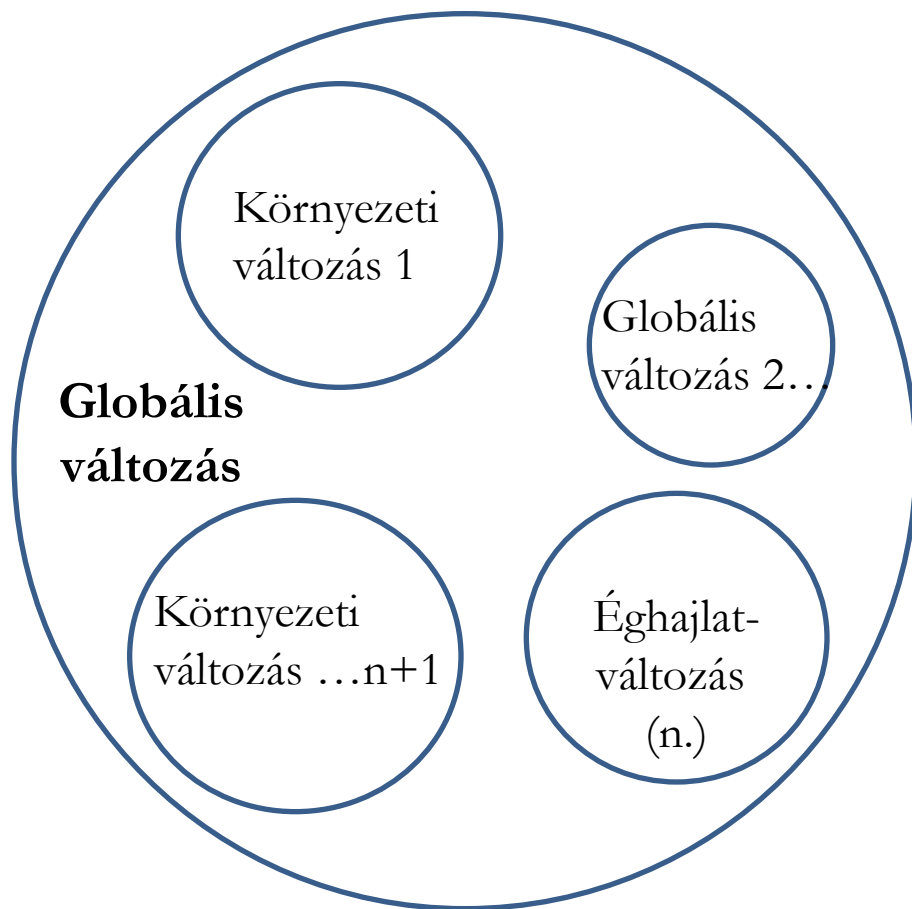 Környezeti
változás 1
Globális
változás 2…
Globális
változás
Környezeti
változás …n+1
Éghajlat-
változás
(n.)